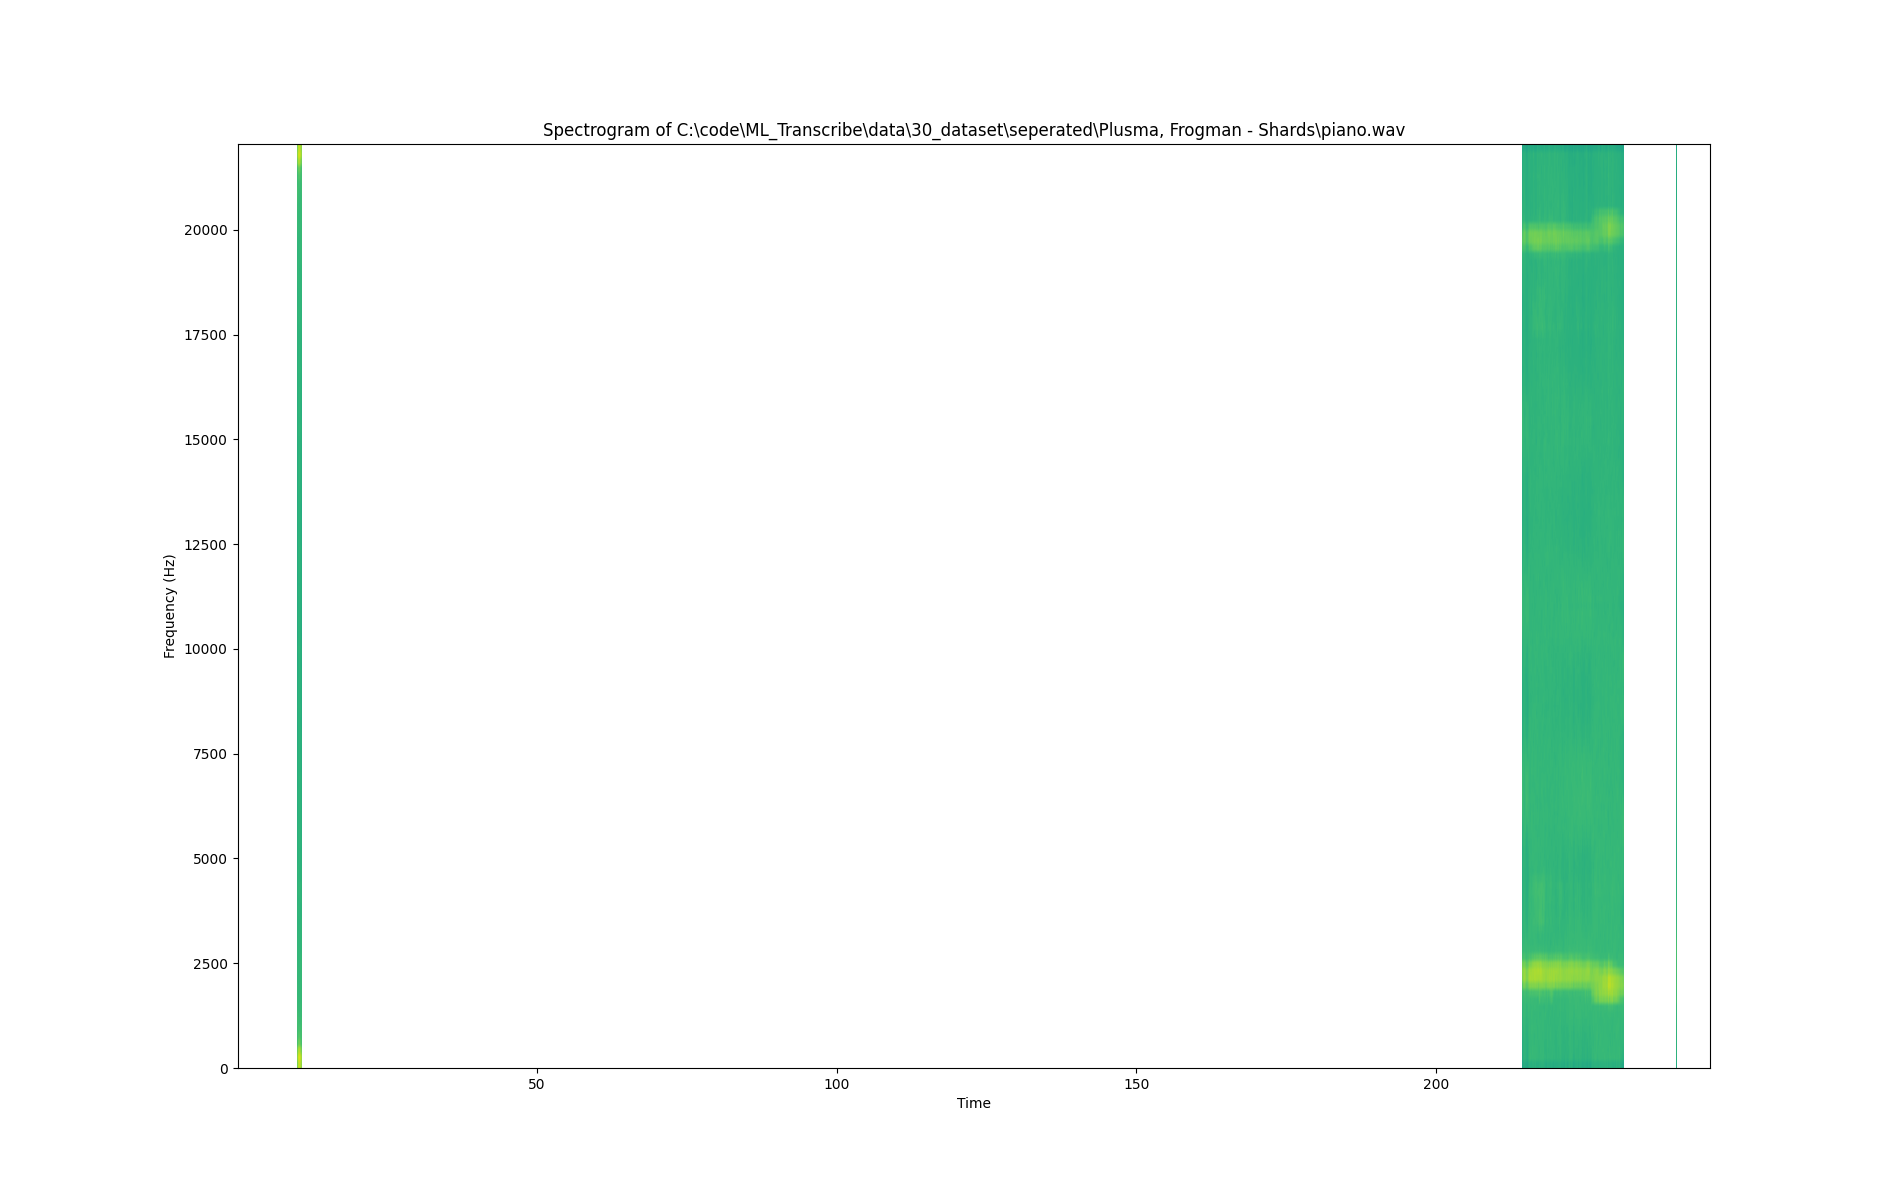 Spectrogram of C:\code\ML_Transcribe\data\30_dataset\seperated\Plusma, Frogman - Shards\piano.wav
20000
17500
15000
12500
10000
7500
5000
2500
0
Frequency (Hz)
50 100 150 200
Time